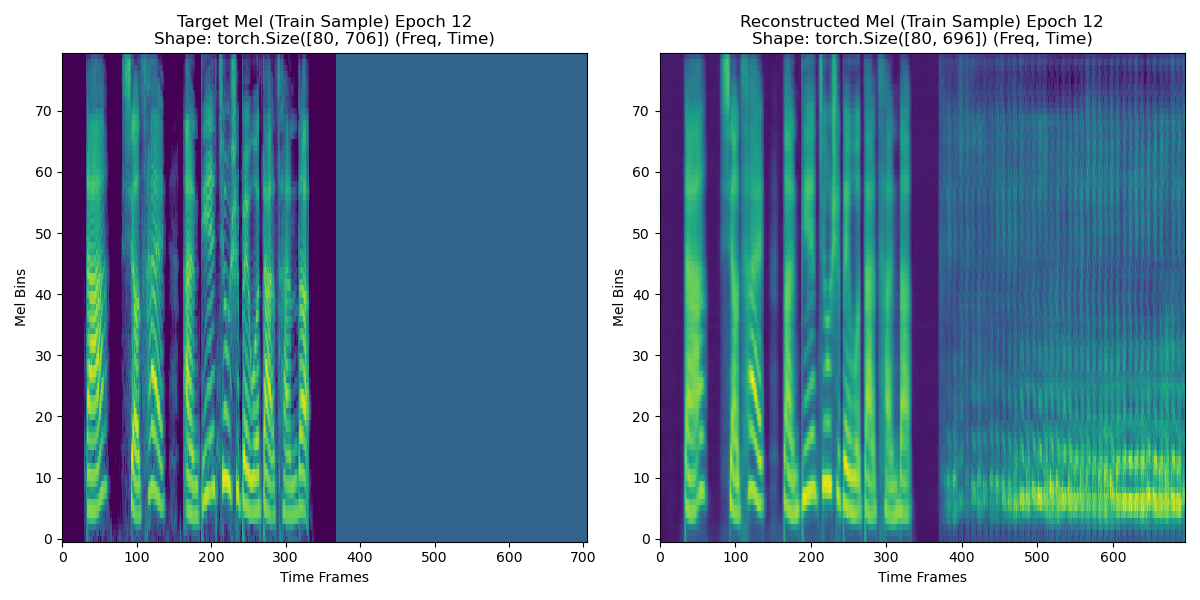 Target Mel (Train Sample) Epoch 12
Shape: torch.Size([80, 706]) (Freq, Time)
Mel Bins
70
60
50
40
30
20
10
0
0 100 200 300 400 500 600 700
Time Frames
Reconstructed Mel (Train Sample) Epoch 12
Shape: torch.Size([80, 696]) (Freq, Time)
Mel Bins
70
60
50
40
30
20
10
0
0 100 200 300 400 500 600
Time Frames